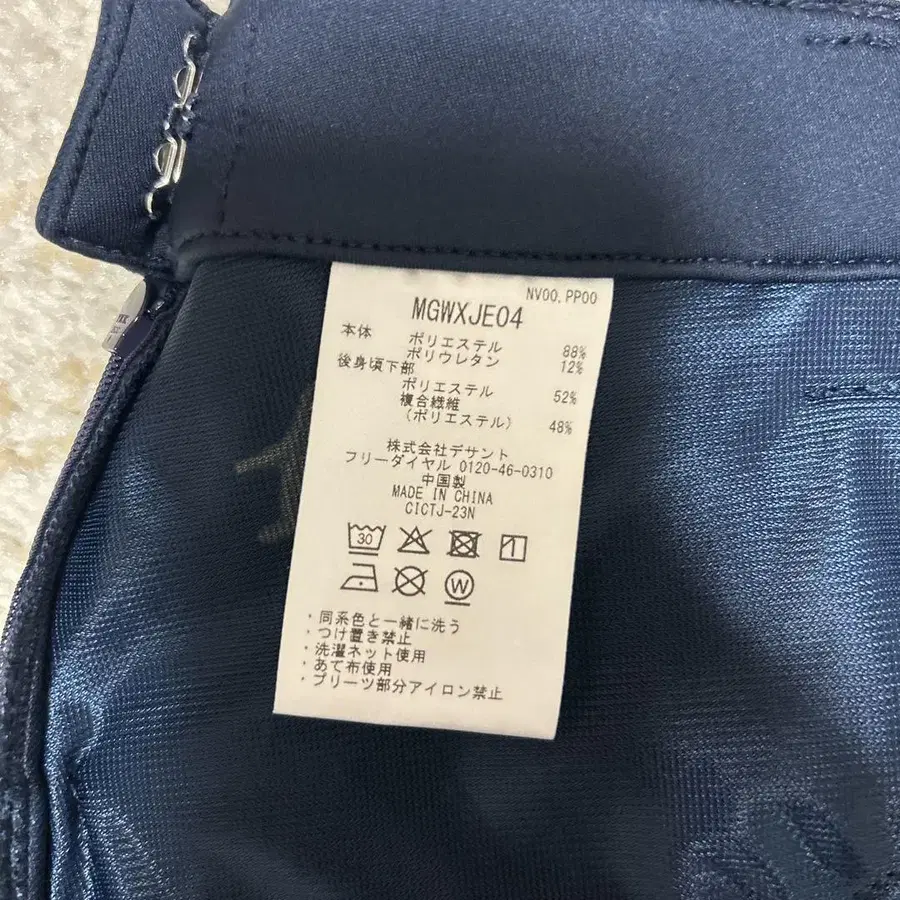 NV00, PP00
MGWXJE04
本体
ポリエステル 88%
ポリウレタン 12%
後身頃下部
ポリエステル 52%
複合繊維
(ポリエステル) 48%
株式会社デサント
フリーダイヤル 0120-46-0310
中国製
MADE IN CHINA
CICTJ-23N
30
W
・同系色と一緒に洗う
・つけ置き禁止
・洗濯ネット使用
・あて布使用
・プリーツ部分アイロン禁止